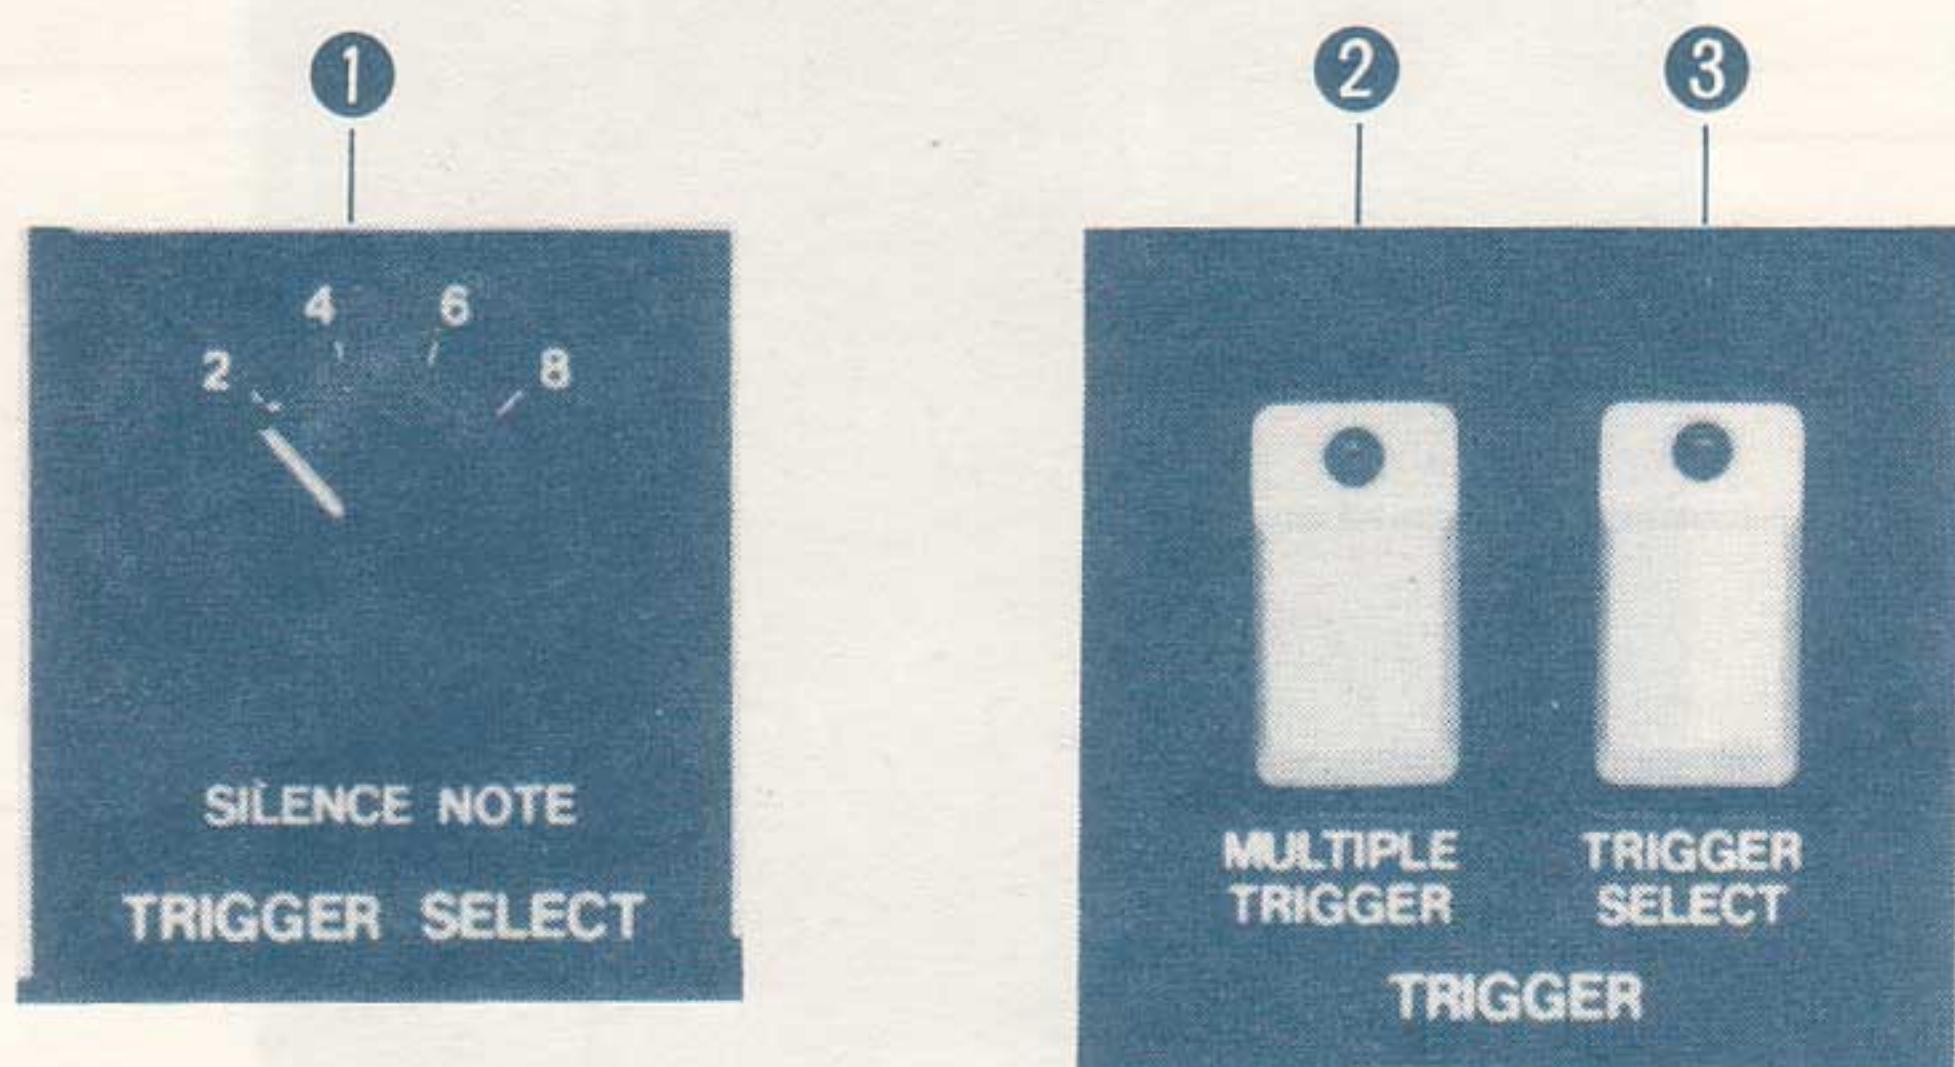 1
2
3
4
6
2
8
SILENCE NOTE
TRIGGER SELECT
MULTIPLE
TRIGGER
TRIGGER
SELECT
TRIGGER